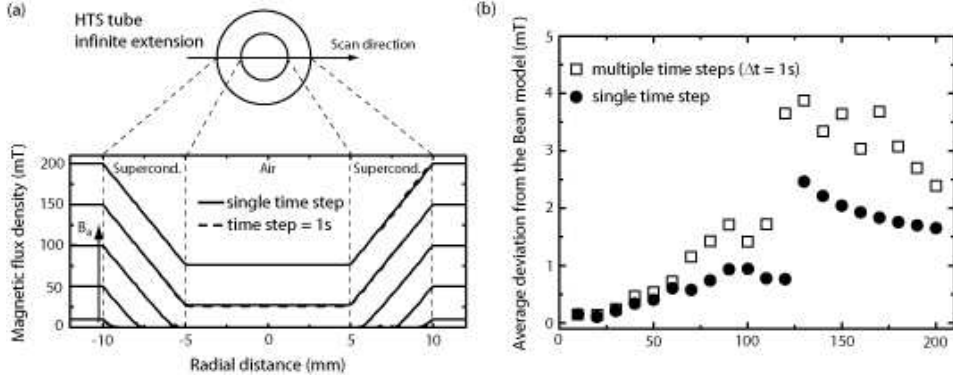 (a)
HTS tube
infinite extension
Scan direction
Magnetic flux density (mT)
200
150
100
50
0
Supercond.
Air
Supercond.
single time step
time step = 1s
Bₐ
-10
-5
0
5
10
Radial distance (mm)
(b)
Average deviation from the Bean model (mT)
5
4
3
2
1
0
multiple time steps (Δt = 1s)
single time step
0
50
100
150
200